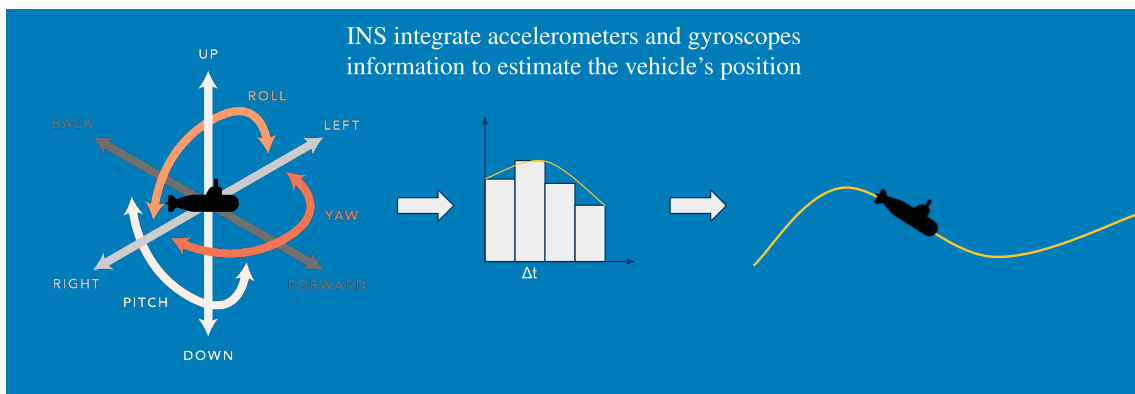 INS integrate accelerometers and gyroscopes
information to estimate the vehicle's position
UP
ROLL
BACK
LEFT
YAW
RIGHT
FORWARD
PITCH
DOWN
Δt